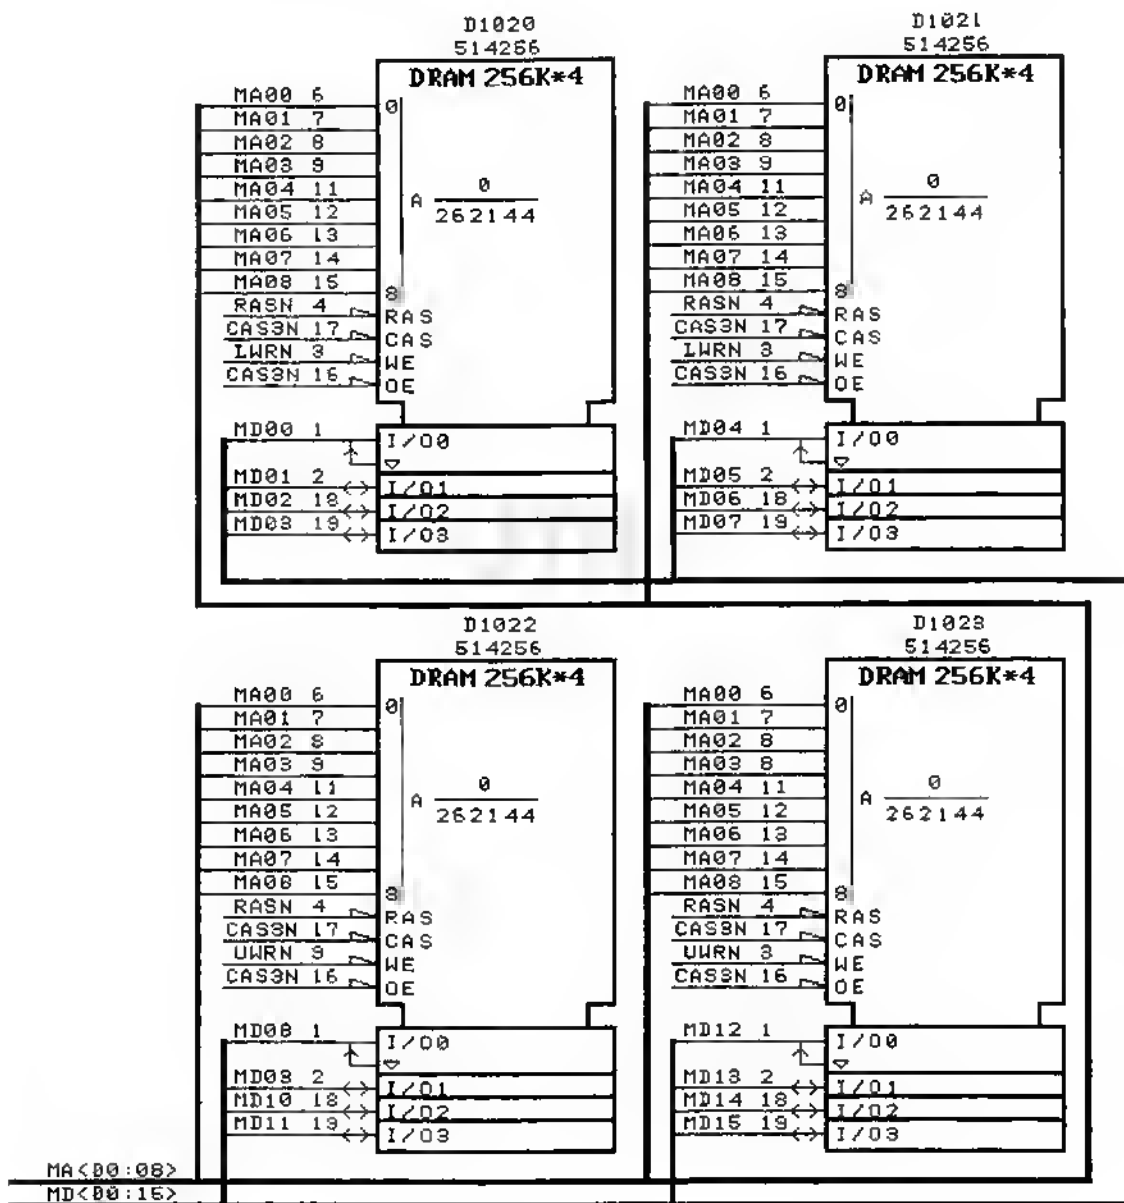 D1020
514256
DRAM 256K*4
MA00 6
0
MA01 7
MA02 8
MA03 9
MA04 11
MA05 12
MA06 13
MA07 14
MA08 15
A 0
262144
8
RASN 4 RAS
CAS3N 17 CAS
LWRN 3 WE
CAS3N 16 OE
MD00 1 I/O0
MD01 2 I/O1
MD02 18 I/O2
MD03 19 I/O3
D1021
514256
DRAM 256K*4
MA00 6
0
MA01 7
MA02 8
MA03 9
MA04 11
MA05 12
MA06 13
MA07 14
MA08 15
A 0
262144
8
RASN 4 RAS
CAS3N 17 CAS
LWRN 3 WE
CAS3N 16 OE
MD04 1 I/O0
MD05 2 I/O1
MD06 18 I/O2
MD07 19 I/O3
D1022
514256
DRAM 256K*4
MA00 6
0
MA01 7
MA02 8
MA03 9
MA04 11
MA05 12
MA06 13
MA07 14
MA08 15
A 0
262144
8
RASN 4 RAS
CAS3N 17 CAS
UWRN 3 WE
CAS3N 16 OE
MD08 1 I/O0
MD09 2 I/O1
MD10 18 I/O2
MD11 19 I/O3
D1023
514256
DRAM 256K*4
MA00 6
0
MA01 7
MA02 8
MA03 8
MA04 11
MA05 12
MA06 13
MA07 14
MA08 15
A 0
262144
8
RASN 4 RAS
CAS3N 17 CAS
UWRN 3 WE
CAS3N 16 OE
MD12 1 I/O0
MD13 2 I/O1
MD14 18 I/O2
MD15 19 I/O3
MA<00:08>
MD<00:15>